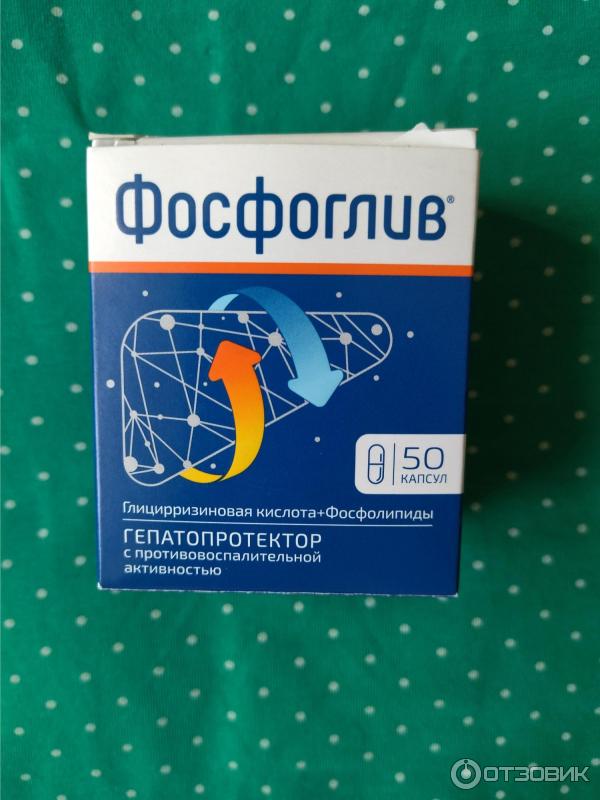 Фосфоглив®
50
КАПСУЛ
Глицирризиновая кислота+Фосфолипиды
ГЕПАТОПРОТЕКТОР
с противовоспалительной
активностью
ОТЗОВИК